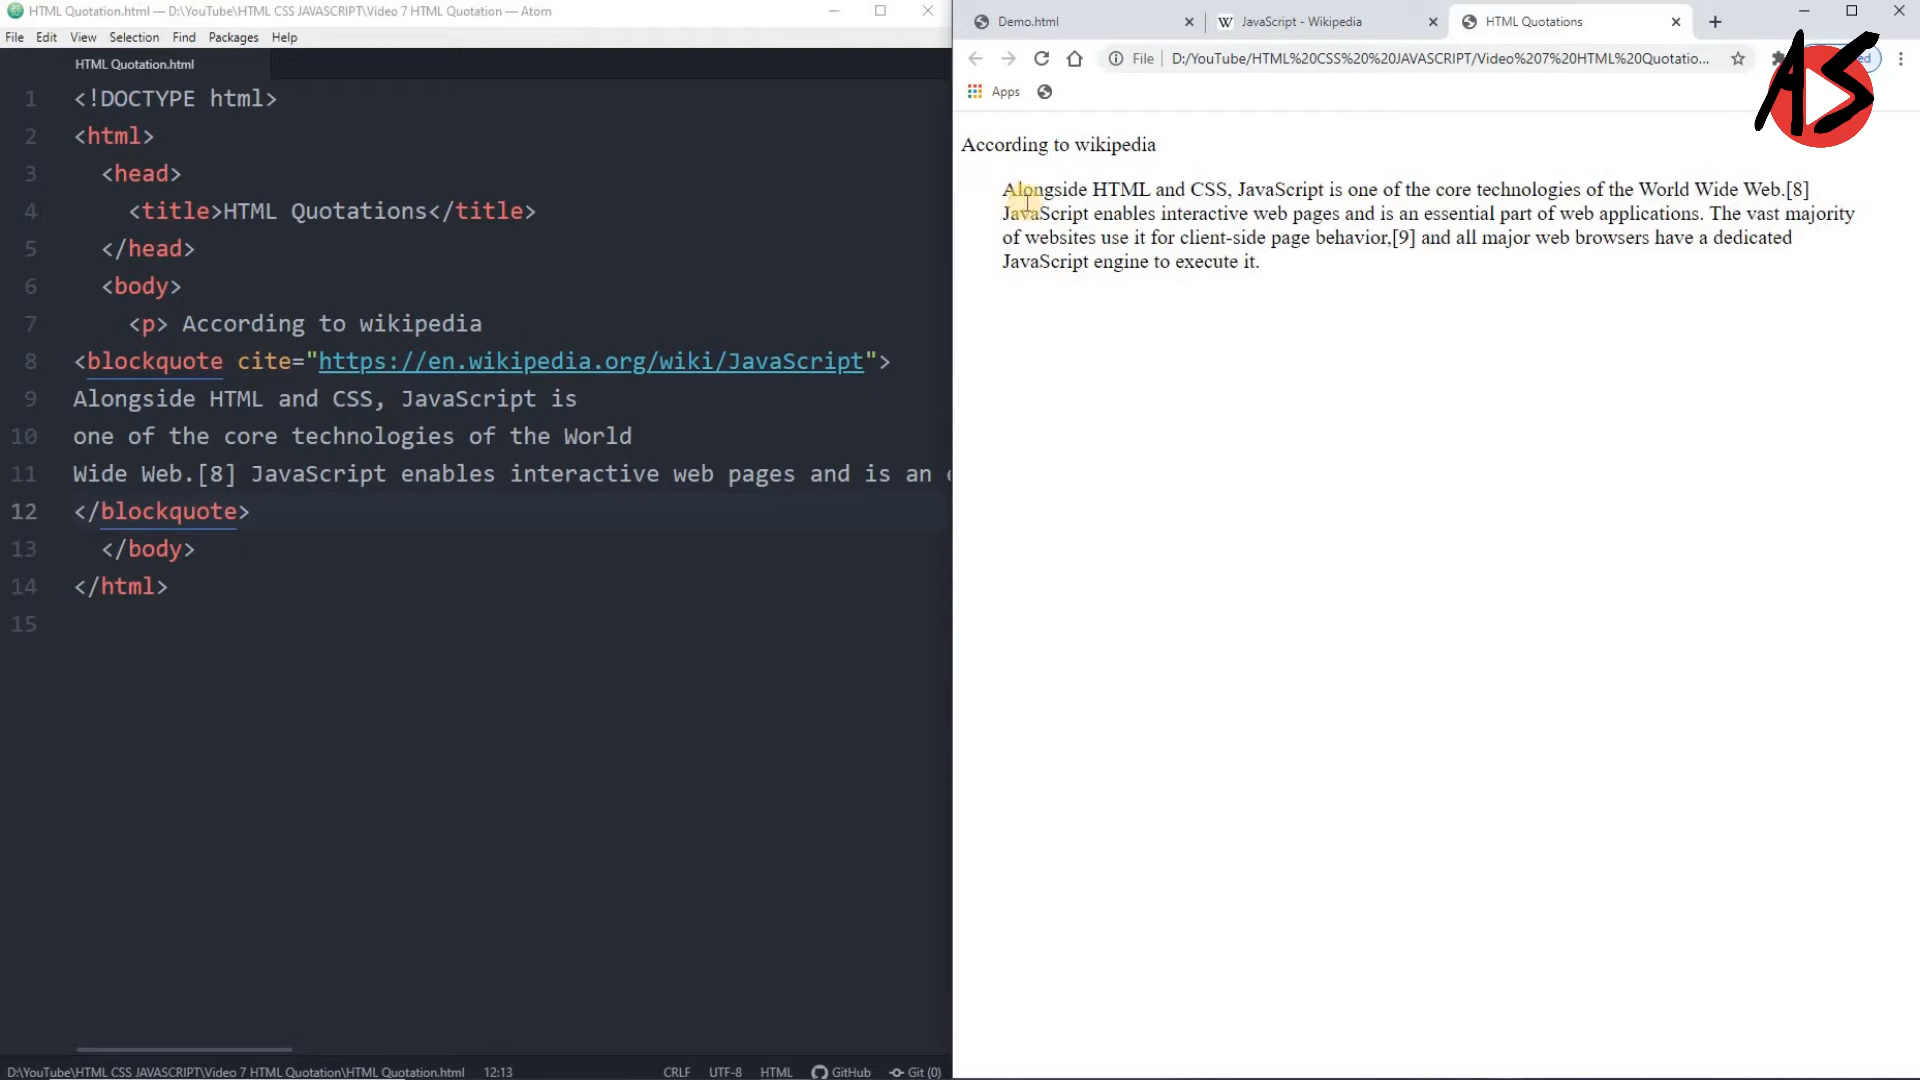 HTML Quotation.html — D:\YouTube\HTML CSS JAVASCRIPT\Video 7 HTML Quotation — Atom
File Edit View Selection Find Packages Help
HTML Quotation.html
1 <!DOCTYPE html>
2 <html>
3 <head>
4 <title>HTML Quotations</title>
5 </head>
6 <body>
7 <p> According to wikipedia
8 <blockquote cite="https://en.wikipedia.org/wiki/JavaScript">
9 Alongside HTML and CSS, JavaScript is
10 one of the core technologies of the World
11 Wide Web.[8] JavaScript enables interactive web pages and is an
12 </blockquote>
13 </body>
14 </html>
15
D:\YouTube\HTML CSS JAVASCRIPT\Video 7 HTML Quotation\HTML Quotation.html 12:13 CRLF UTF-8 HTML GitHub Git (0)
Demo.html JavaScript - Wikipedia HTML Quotations
File D:/YouTube/HTML%20CSS%20%20JAVASCRIPT/Video%207%20HTML%20Quotatio...
Apps
AS
According to wikipedia
Alongside HTML and CSS, JavaScript is one of the core technologies of the World Wide Web.[8]
JavaScript enables interactive web pages and is an essential part of web applications. The vast majority
of websites use it for client-side page behavior,[9] and all major web browsers have a dedicated
JavaScript engine to execute it.